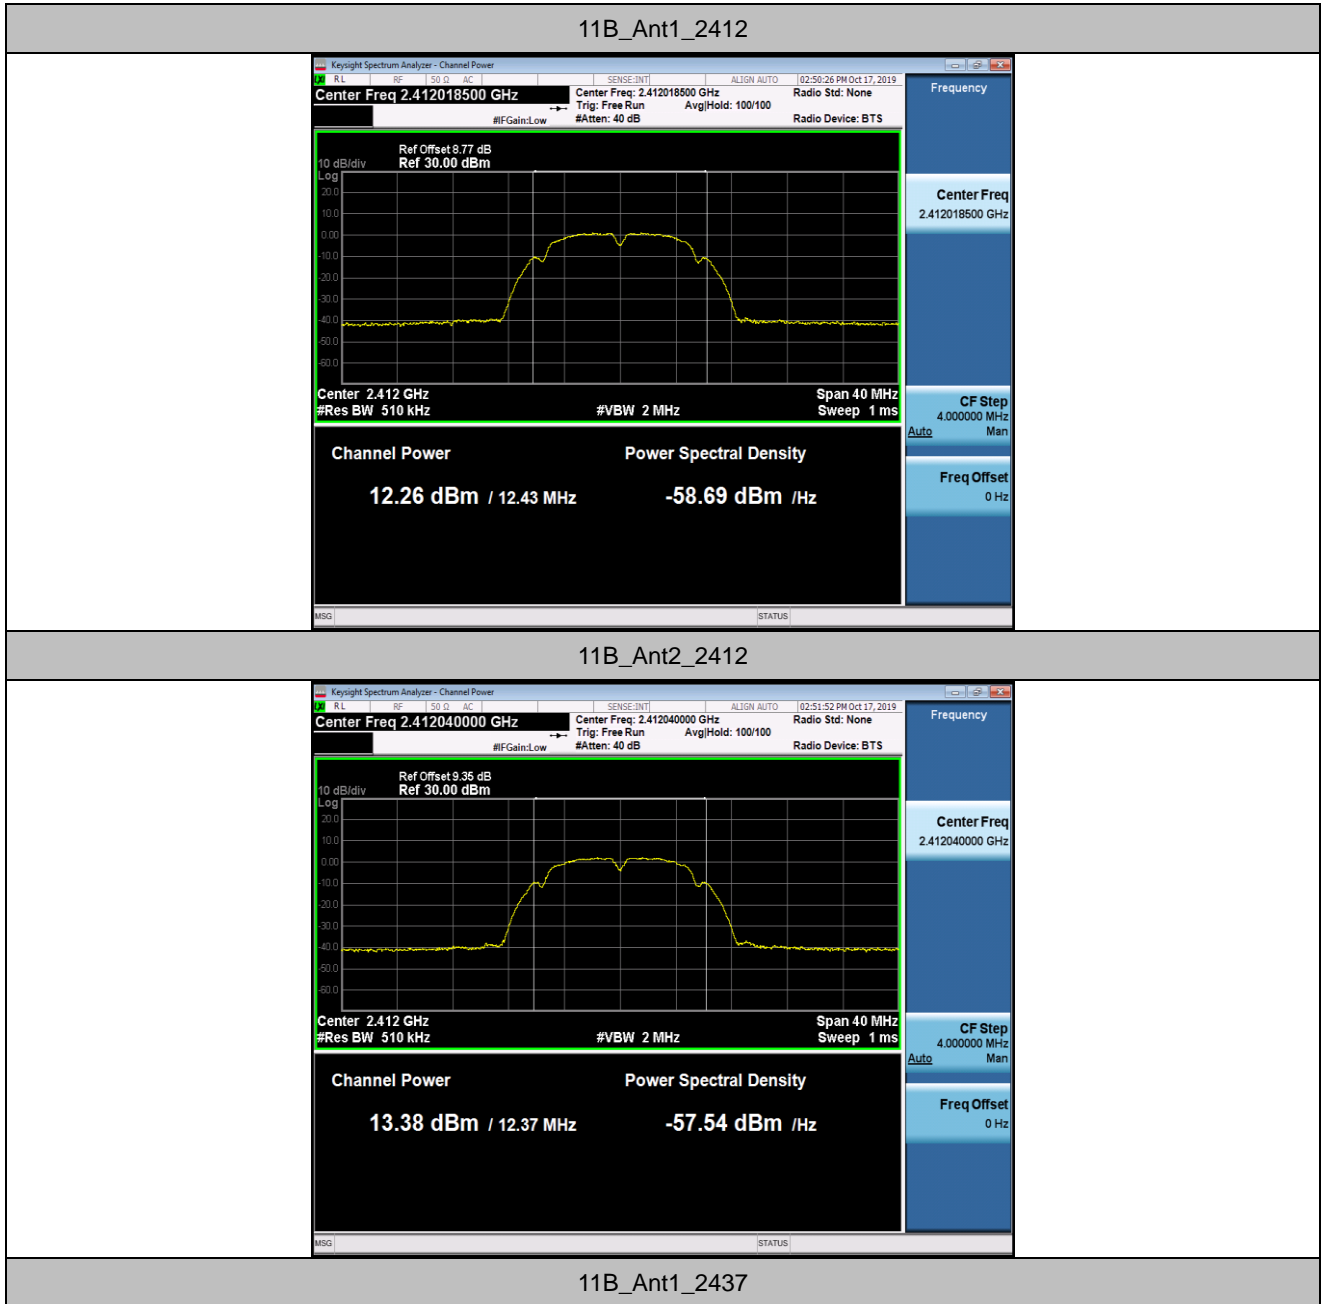 11B_Ant1_2412
Keysight Spectrum Analyzer - Channel Power
RL RF 50 Ω AC SENSE:INT ALIGN AUTO 02:50:26 PM Oct 17, 2019
Center Freq 2.412018500 GHz
Center Freq: 2.412018500 GHz
Radio Std: None
Trig: Free Run Avg|Hold: 100/100
#IFGain:Low #Atten: 40 dB Radio Device: BTS
Frequency
Ref Offset 8.77 dB
10 dB/div Ref 30.00 dBm
Log
20.0
10.0
0.00
-10.0
-20.0
-30.0
-40.0
-50.0
-60.0
Center 2.412 GHz Span 40 MHz
#Res BW 510 kHz #VBW 2 MHz Sweep 1 ms
Center Freq
2.412018500 GHz
CF Step
4.000000 MHz
Auto Man
Freq Offset
0 Hz
Channel Power Power Spectral Density
12.26 dBm / 12.43 MHz -58.69 dBm /Hz
MSG STATUS
11B_Ant2_2412
Keysight Spectrum Analyzer - Channel Power
RL RF 50 Ω AC SENSE:INT ALIGN AUTO 02:51:52 PM Oct 17, 2019
Center Freq 2.412040000 GHz
Center Freq: 2.412040000 GHz
Radio Std: None
Trig: Free Run Avg|Hold: 100/100
#IFGain:Low #Atten: 40 dB Radio Device: BTS
Frequency
Ref Offset 9.35 dB
10 dB/div Ref 30.00 dBm
Log
20.0
10.0
0.00
-10.0
-20.0
-30.0
-40.0
-50.0
-60.0
Center 2.412 GHz Span 40 MHz
#Res BW 510 kHz #VBW 2 MHz Sweep 1 ms
Center Freq
2.412040000 GHz
CF Step
4.000000 MHz
Auto Man
Freq Offset
0 Hz
Channel Power Power Spectral Density
13.38 dBm / 12.37 MHz -57.54 dBm /Hz
MSG STATUS
11B_Ant1_2437